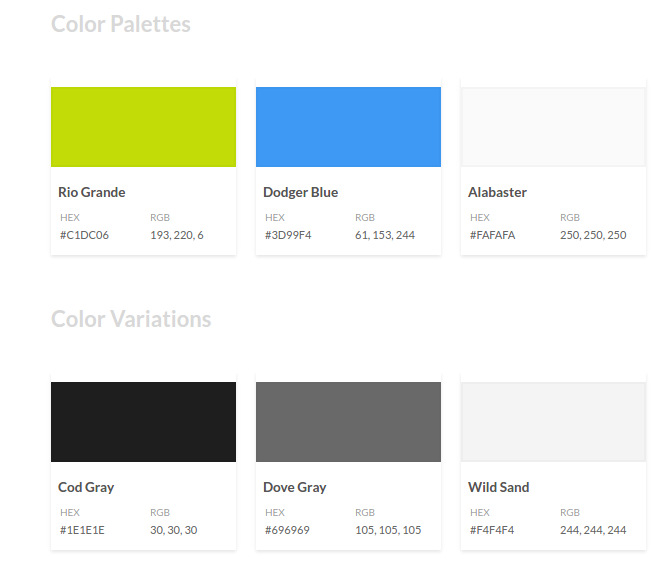 Color Palettes
Rio Grande
HEX RGB
#C1DC06 193, 220, 6
Dodger Blue
HEX RGB
#3D99F4 61, 153, 244
Alabaster
HEX RGB
#FAFAFA 250, 250, 250
Color Variations
Cod Gray
HEX RGB
#1E1E1E 30, 30, 30
Dove Gray
HEX RGB
#696969 105, 105, 105
Wild Sand
HEX RGB
#F4F4F4 244, 244, 244